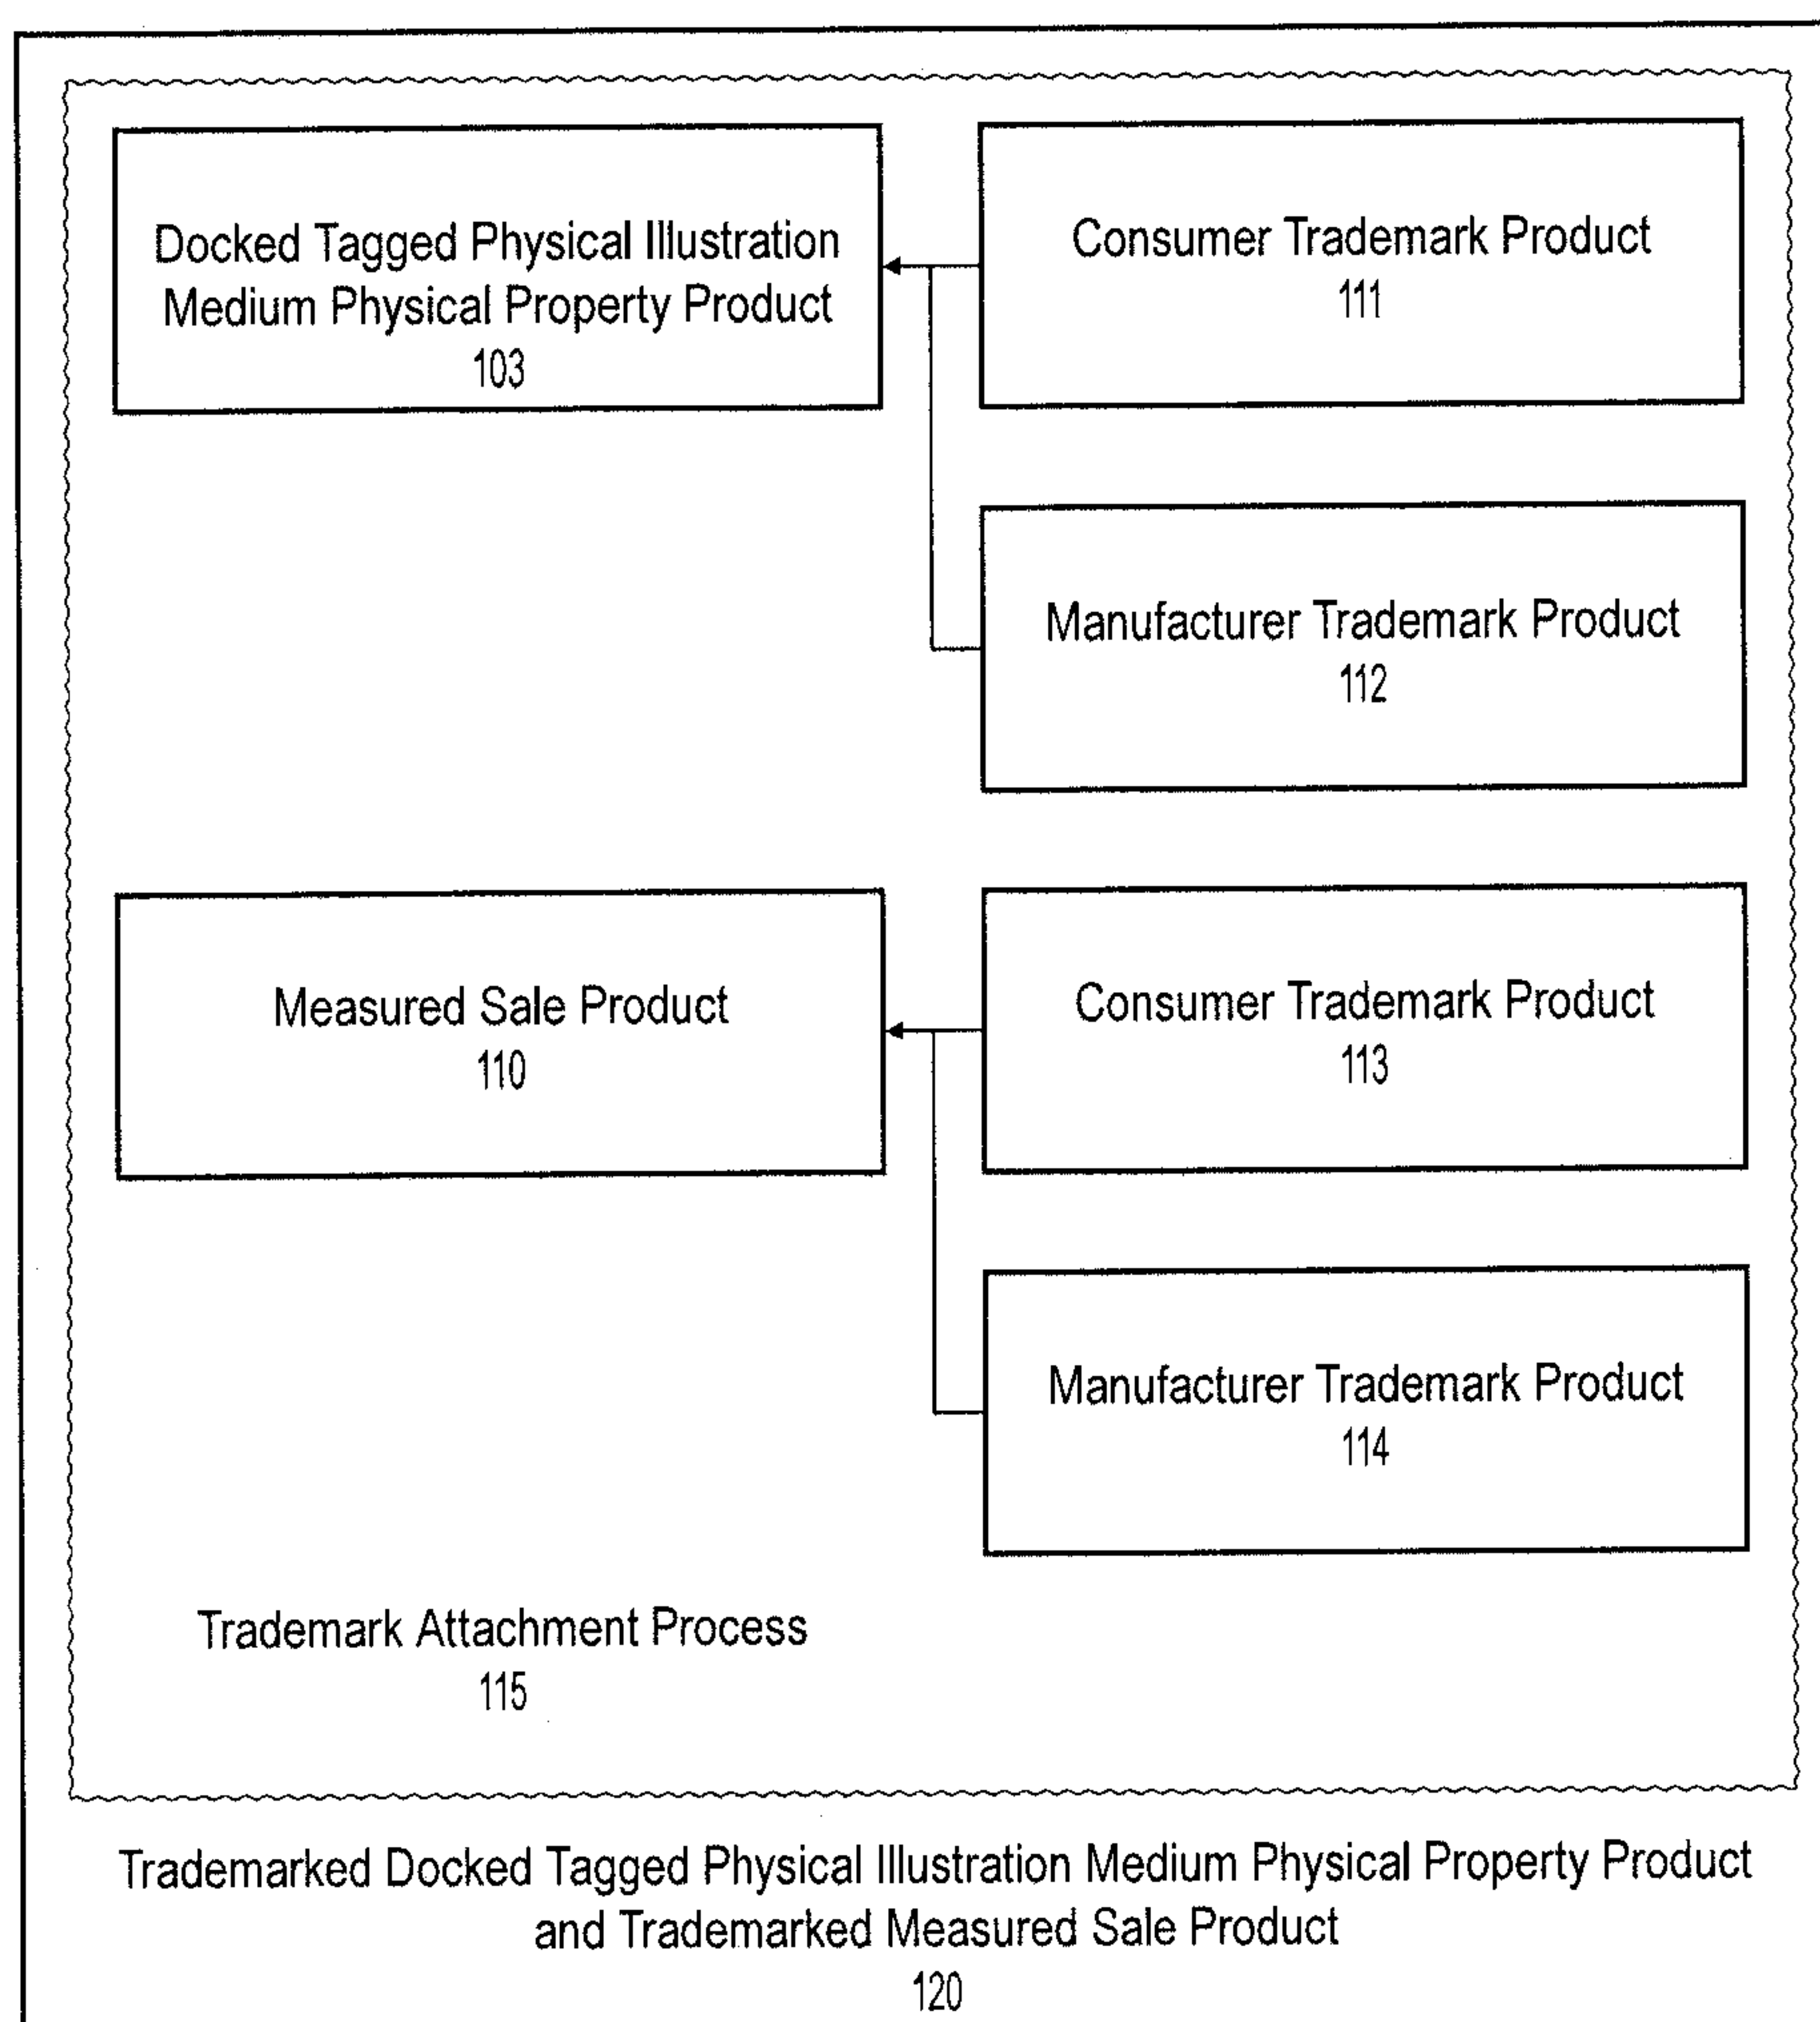 Docked Tagged Physical Illustration
Medium Physical Property Product
103
Consumer Trademark Product
111
Manufacturer Trademark Product
112
Measured Sale Product
110
Consumer Trademark Product
113
Manufacturer Trademark Product
114
Trademark Attachment Process
115
Trademarked Docked Tagged Physical Illustration Medium Physical Property Product
and Trademarked Measured Sale Product
120